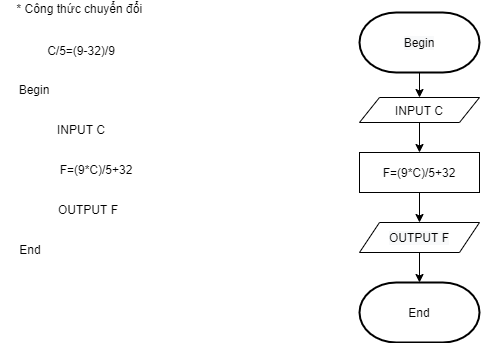 * Công thức chuyển đổi
C/5=(9-32)/9
Begin
INPUT C
F=(9*C)/5+32
OUTPUT F
End
Begin
INPUT C
F=(9*C)/5+32
OUTPUT F
End